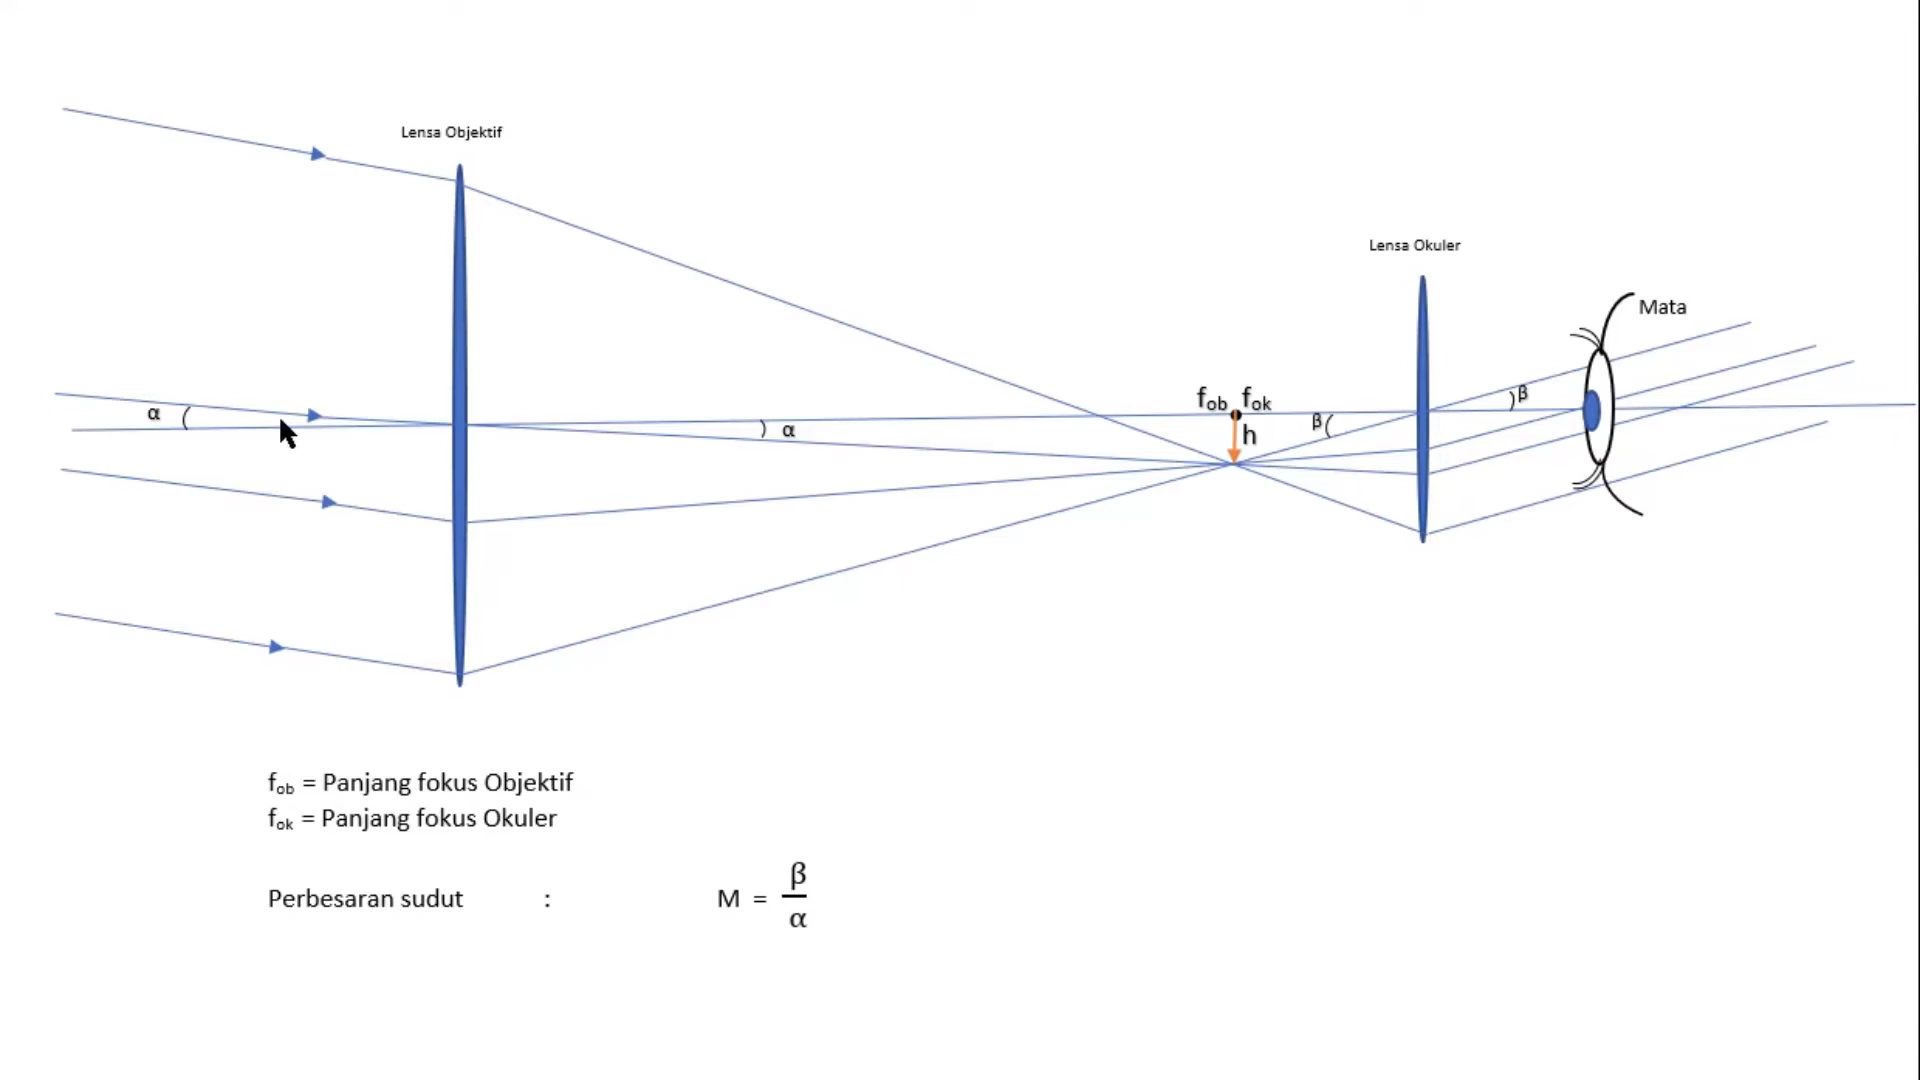 Lensa Objektif
Lensa Okuler
Mata
α (
) α
fob fok
h
β(
)β
fob = Panjang fokus Objektif
fok = Panjang fokus Okuler
Perbesaran sudut : M = β/α